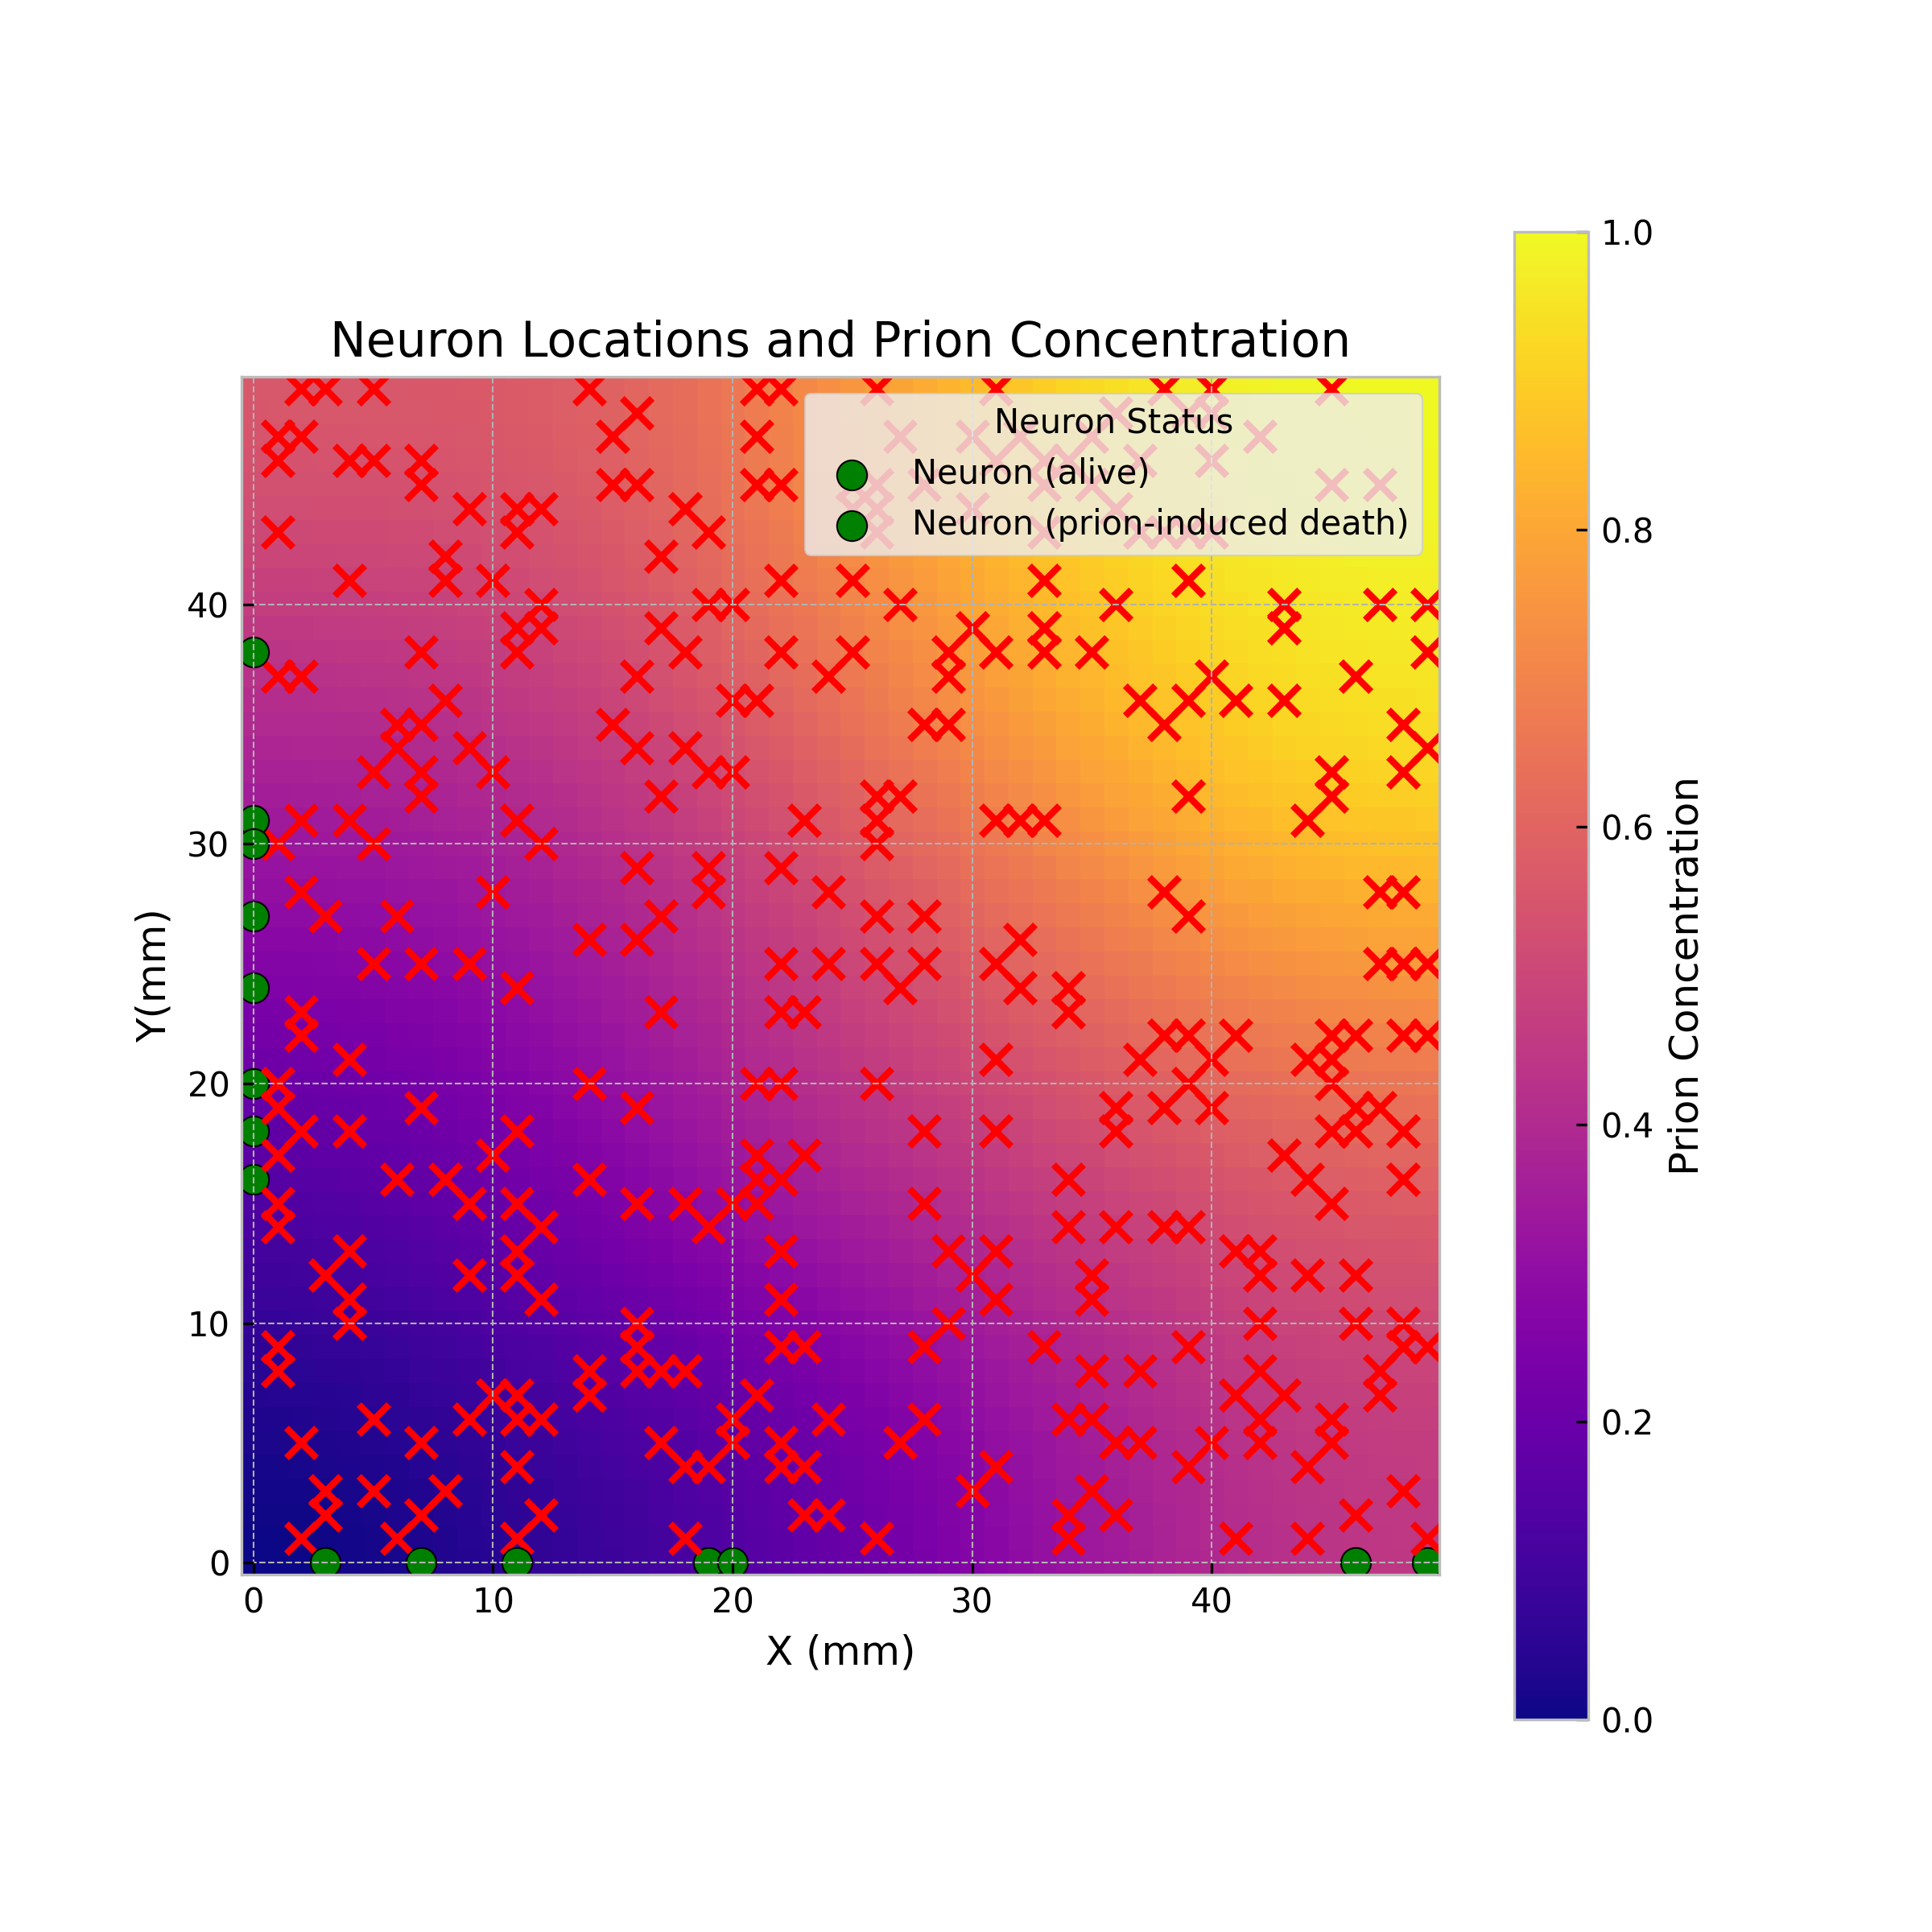 Neuron Locations and Prion Concentration
Neuron Status
Neuron (alive)
Neuron (prion-induced death)
Y(mm)
40
30
20
10
0
0 10 20 30 40
X (mm)
1.0
0.8
0.6
0.4
0.2
0.0
Prion Concentration